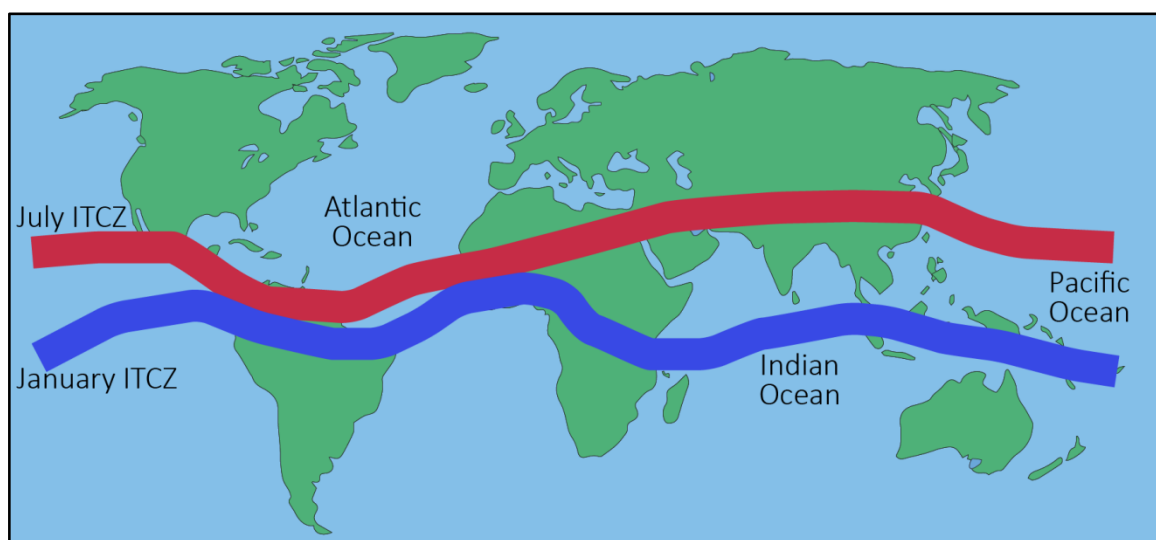 July ITCZ
Atlantic
Ocean
Pacific
Ocean
January ITCZ
Indian
Ocean